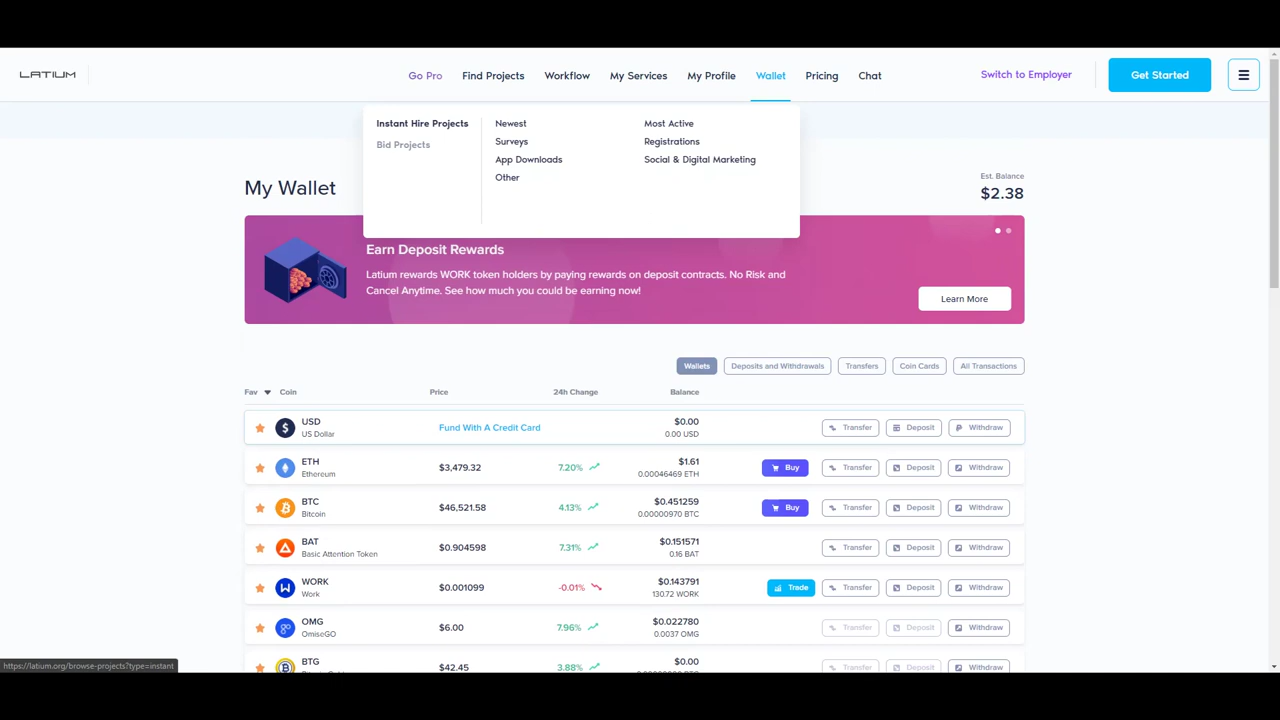 LATIUM
Go Pro Find Projects Workflow My Services My Profile Wallet Pricing Chat Switch to Employer Get Started
Instant Hire Projects Newest Most Active
Bid Projects Surveys Registrations
App Downloads Social & Digital Marketing
Other
My Wallet
Est. Balance
$2.38
Earn Deposit Rewards
Latium rewards WORK token holders by paying rewards on deposit contracts. No Risk and
Cancel Anytime. See how much you could be earning now!
Learn More
Wallets Deposits and Withdrawals Transfers Coin Cards All Transactions
Fav Coin Price 24h Change Balance
USD $0.00
US Dollar Fund With A Credit Card 0.00 USD Transfer Deposit Withdraw
ETH $1.61
Ethereum $3,479.32 7.20% 0.00046469 ETH Buy Transfer Deposit Withdraw
BTC $0.451259
Bitcoin $46,521.58 4.13% 0.00000970 BTC Buy Transfer Deposit Withdraw
BAT $0.151571
Basic Attention Token $0.904598 7.31% 0.16 BAT Transfer Deposit Withdraw
WORK $0.143791
Work $0.001099 -0.01% 130.72 WORK Trade Transfer Deposit Withdraw
OMG $0.022780
OmiseGO $6.00 7.96% 0.0037 OMG Transfer Deposit Withdraw
BTG $0.00
$42.45 3.88% Transfer Deposit Withdraw
https://latium.org/browse-projects?type=instant